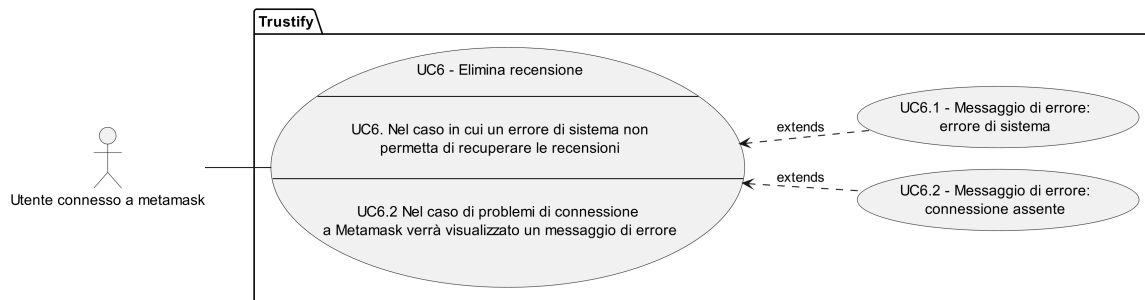 Trustify
UC6 - Elimina recensione
UC6. Nel caso in cui un errore di sistema non
permetta di recuperare le recensioni
UC6.2 Nel caso di problemi di connessione
a Metamask verrà visualizzato un messaggio di errore
Utente connesso a metamask
extends
UC6.1 - Messaggio di errore:
errore di sistema
extends
UC6.2 - Messaggio di errore:
connessione assente